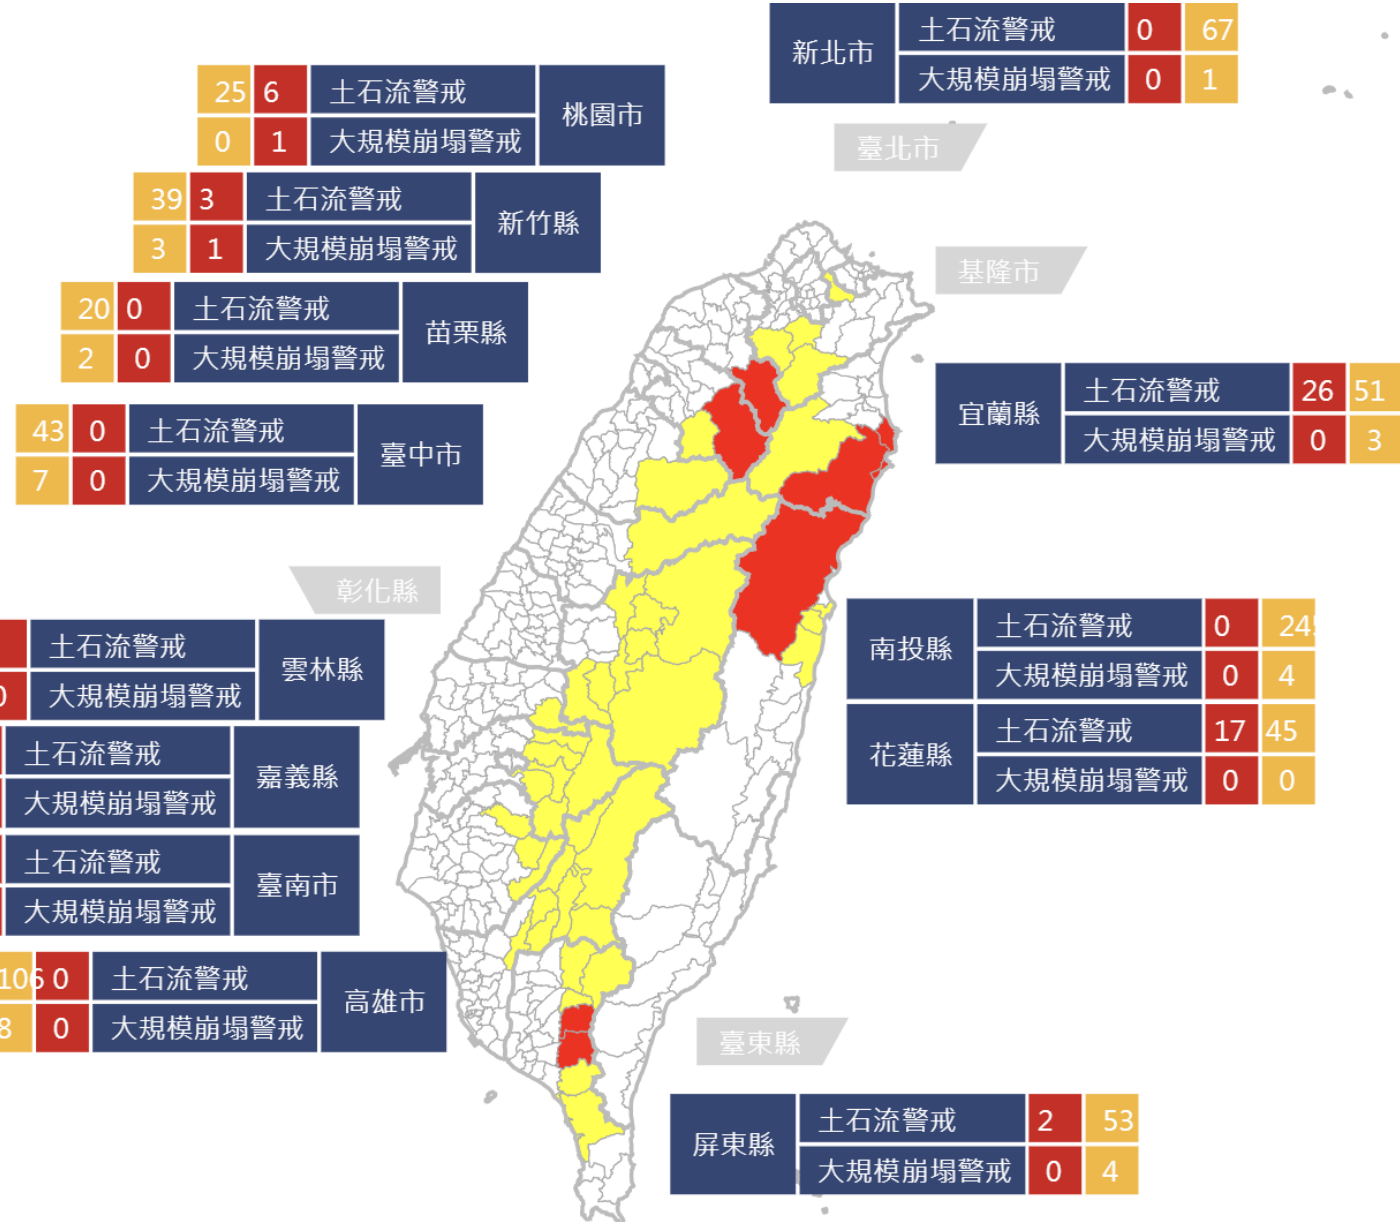 新北市
土石流警戒 0 67
大規模崩塌警戒 0 1
臺北市
25 6 土石流警戒
桃園市
0 1 大規模崩塌警戒
39 3 土石流警戒
新竹縣
3 1 大規模崩塌警戒
基隆市
20 0 土石流警戒
苗栗縣
2 0 大規模崩塌警戒
宜蘭縣
土石流警戒 26 51
大規模崩塌警戒 0 3
43 0 土石流警戒
臺中市
7 0 大規模崩塌警戒
彰化縣
土石流警戒
雲林縣
0 大規模崩塌警戒
南投縣
土石流警戒 0 24
大規模崩塌警戒 0 4
花蓮縣
土石流警戒 17 45
大規模崩塌警戒 0 0
土石流警戒
嘉義縣
大規模崩塌警戒
土石流警戒
臺南市
大規模崩塌警戒
106 0 土石流警戒
高雄市
8 0 大規模崩塌警戒
臺東縣
屏東縣
土石流警戒 2 53
大規模崩塌警戒 0 4